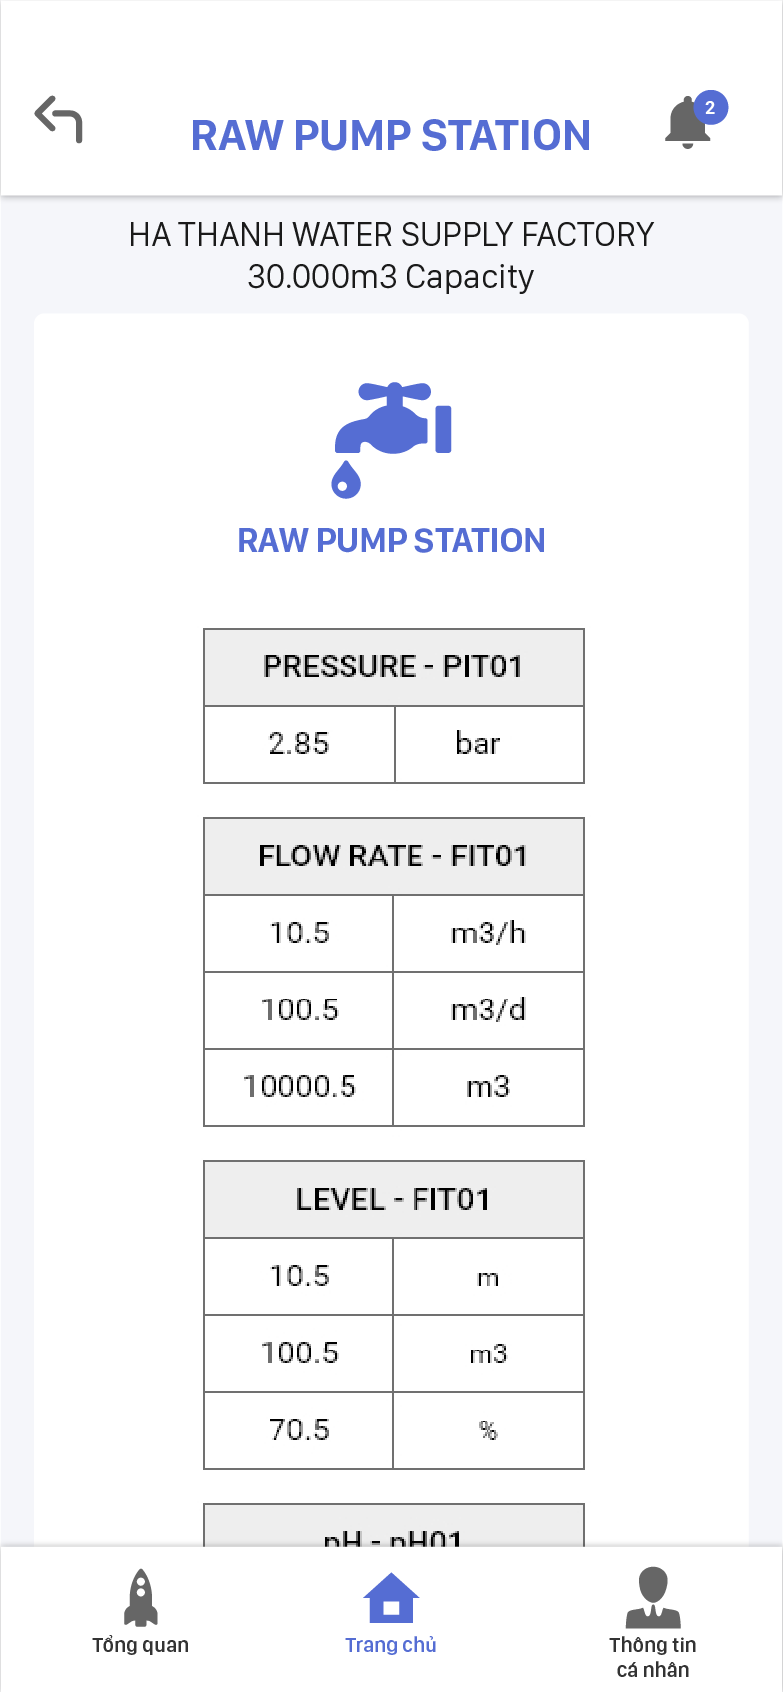 RAW PUMP STATION
2
HA THANH WATER SUPPLY FACTORY
30.000m3 Capacity
RAW PUMP STATION
PRESSURE - PIT01
2.85 bar
FLOW RATE - FIT01
10.5 m3/h
100.5 m3/d
10000.5 m3
LEVEL - FIT01
10.5 m
100.5 m3
70.5 %
pH - pH01
Tổng quan
Trang chủ
Thông tin
cá nhân